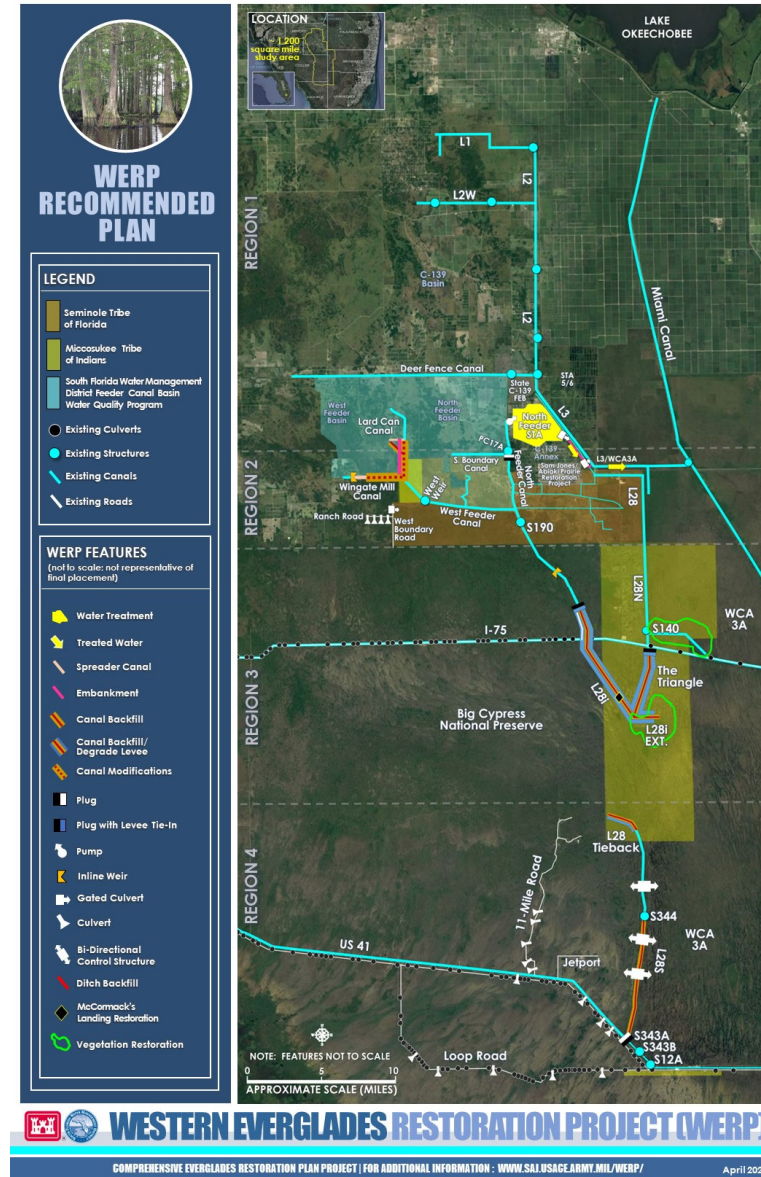 WERP
RECOMMENDED
PLAN
LEGEND
Seminole Tribe
of Florida
Miccosukee Tribe
of Indians
South Florida Water Management
District Feeder Canal Basin
Water Quality Program
Existing Culverts
Existing Structures
Existing Canals
Existing Roads
WERP FEATURES
(not to scale; not representative of
final placement)
Water Treatment
Treated Water
Spreader Canal
Embankment
Canal Backfill
Canal Backfill/
Degrade Levee
Canal Modifications
Plug
Plug with Levee Tie-In
Pump
Inline Weir
Gated Culvert
Culvert
Bi-Directional
Control Structure
Ditch Backfill
McCormack's
Landing Restoration
Vegetation Restoration
LOCATION
1,200
square mile
study area
LAKE
OKEECHOBEE
REGION 1
L1
L2
L2W
C-139
Basin
L2
Miami Canal
Deer Fence Canal
State
C-139
FEB
STA
5/6
West
Feeder
Basin
North
Feeder
Basin
Lard Can
Canal
North
Feeder
STA
L3
PC17A
C-139
Annex
L3/WCA3A
REGION 2
S. Boundary
Canal
North
Feeder Canal
Sam Jones/
Abiaki Prairie
Restoration
Project
Wingate Mill
Canal
West
Weir
L28
Ranch Road
West
Boundary
Road
West Feeder
Canal
S190
L28N
WCA
3A
I-75
S140
REGION 3
The
Triangle
L28i
Big Cypress
National Preserve
L28i
EXT.
REGION 4
L28
Tieback
11-Mile Road
S344
WCA
3A
US 41
L28S
Jetport
S343A
S343B
S12A
Loop Road
NOTE: FEATURES NOT TO SCALE
0 5 10
APPROXIMATE SCALE (MILES)
WESTERN EVERGLADES RESTORATION PROJECT (WERP)
COMPREHENSIVE EVERGLADES RESTORATION PLAN PROJECT | FOR ADDITIONAL INFORMATION : WWW.SAJ.USACE.ARMY.MIL/WERP/
April 202